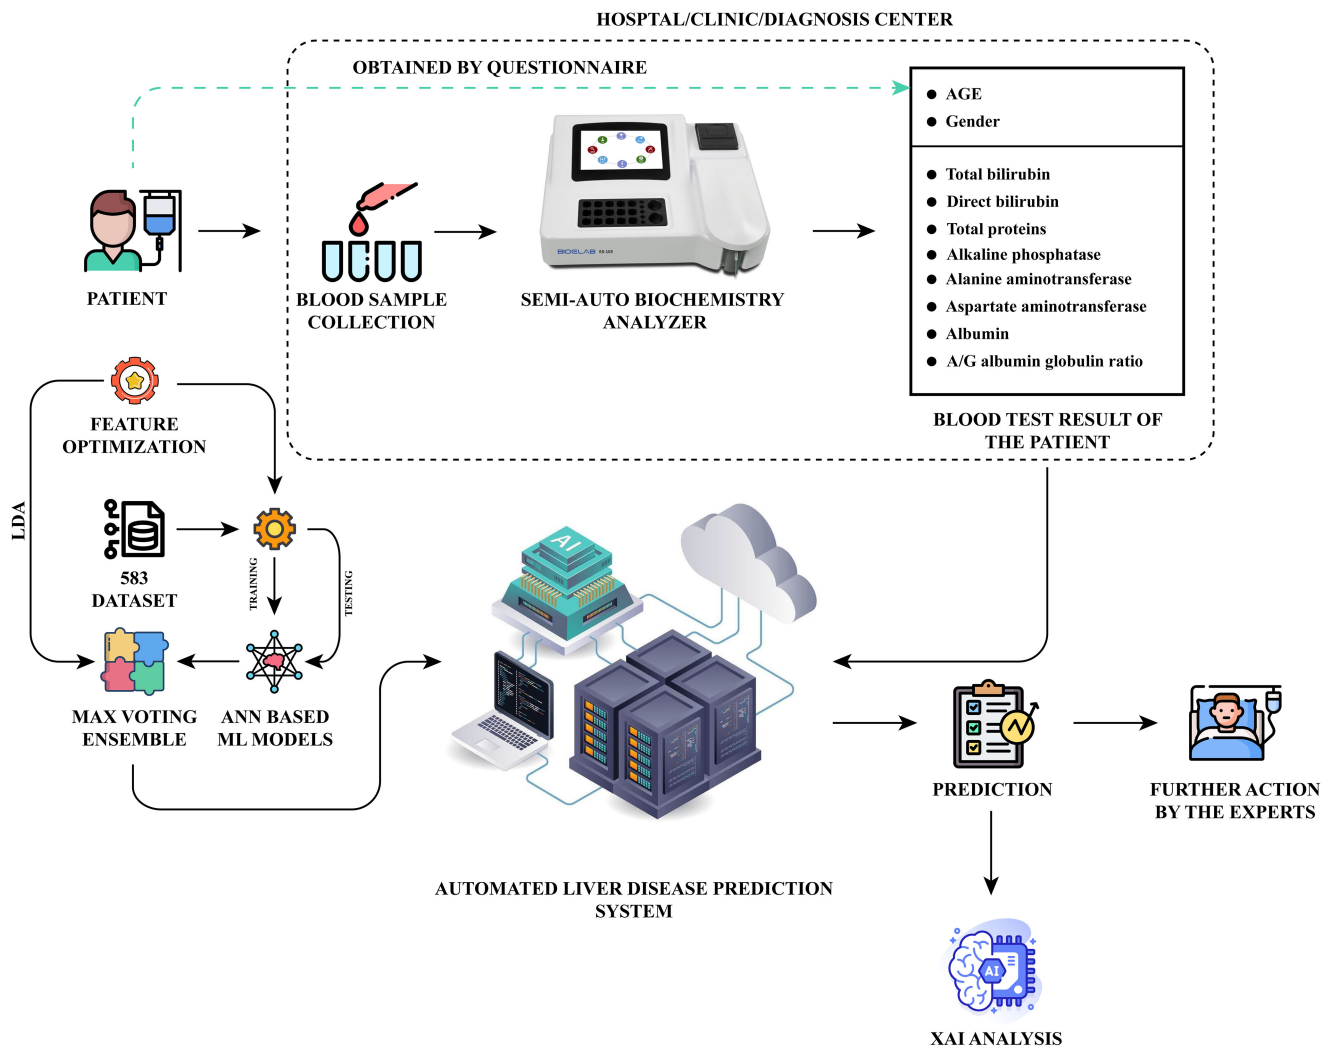 HOSPTAL/CLINIC/DIAGNOSIS CENTER
OBTAINED BY QUESTIONNAIRE
AGE
Gender
Total bilirubin
Direct bilirubin
Total proteins
Alkaline phosphatase
Alanine aminotransferase
Aspartate aminotransferase
Albumin
A/G albumin globulin ratio
BIOELAB
PATIENT
BLOOD SAMPLE
COLLECTION
SEMI-AUTO BIOCHEMISTRY
ANALYZER
BLOOD TEST RESULT OF
THE PATIENT
FEATURE
OPTIMIZATION
LDA
583
DATASET
TRAINING
TESTING
AI
MAX VOTING
ENSEMBLE
ANN BASED
ML MODELS
PREDICTION
FURTHER ACTION
BY THE EXPERTS
AUTOMATED LIVER DISEASE PREDICTION
SYSTEM
AI
XAI ANALYSIS